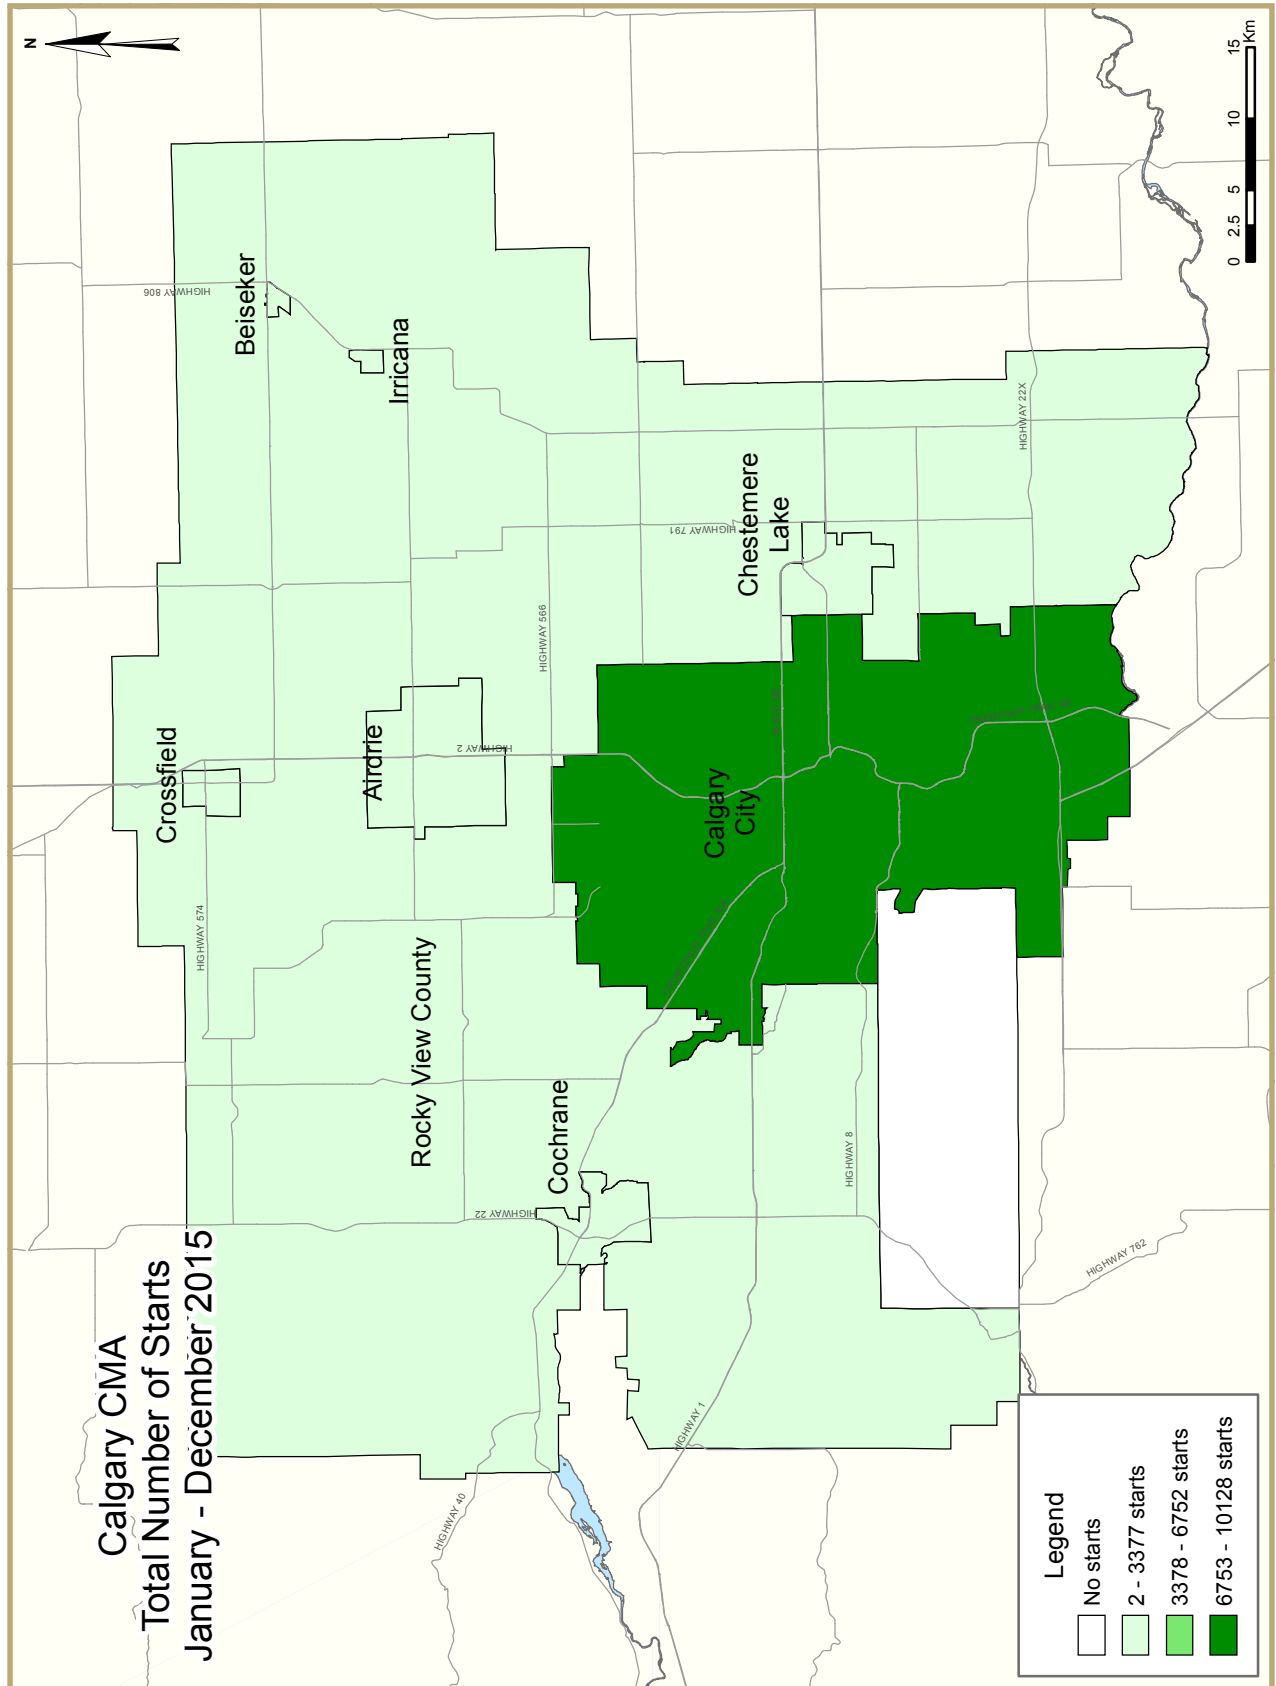 Calgary CMA
Total Number of Starts
January - December 2015
N
Crossfield
Beiseker
Irricana
Airdrie
Rocky View County
Cochrane
Calgary
City
Chestemere
Lake
HIGHWAY 806
HIGHWAY 574
HIGHWAY 2
HIGHWAY 566
HIGHWAY 791
HIGHWAY 22
HIGHWAY 40
HIGHWAY 1
HIGHWAY 8
HIGHWAY 22X
HIGHWAY 762
Legend
No starts
2 - 3377 starts
3378 - 6752 starts
6753 - 10128 starts
0 2.5 5 10 15
Km